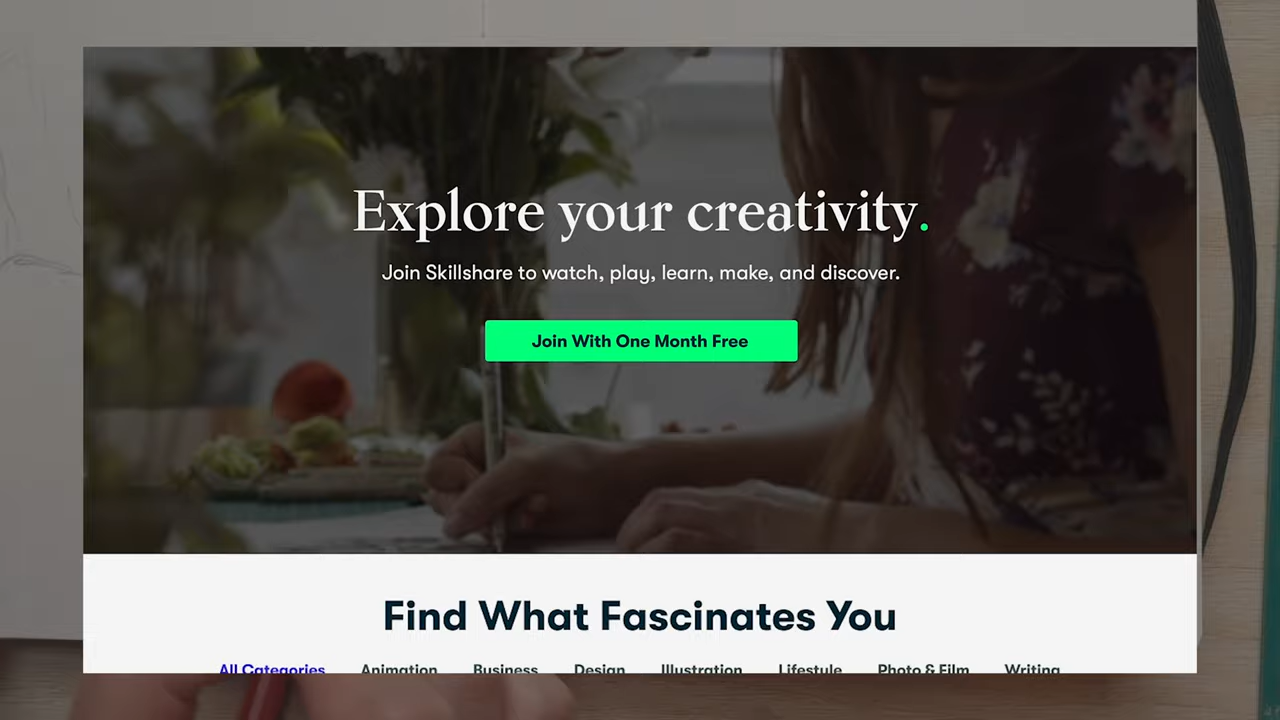 Explore your creativity.
Join Skillshare to watch, play, learn, make, and discover.
Join With One Month Free
Find What Fascinates You
All Categories Animation Business Design Illustration Lifestyle Photo & Film Writing